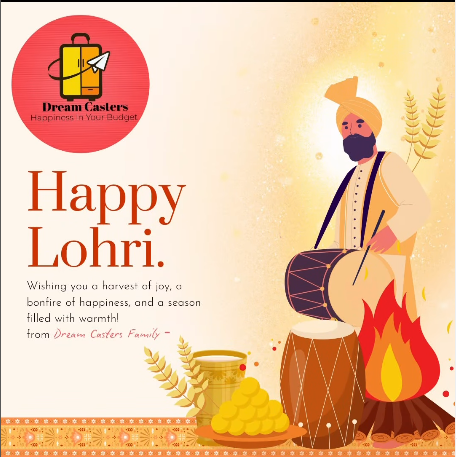 Dream Casters
Happiness in Your Budget
Happy
Lohri.
Wishing you a harvest of joy, a
bonfire of happiness, and a season
filled with warmth!
from Dream Casters Family ~